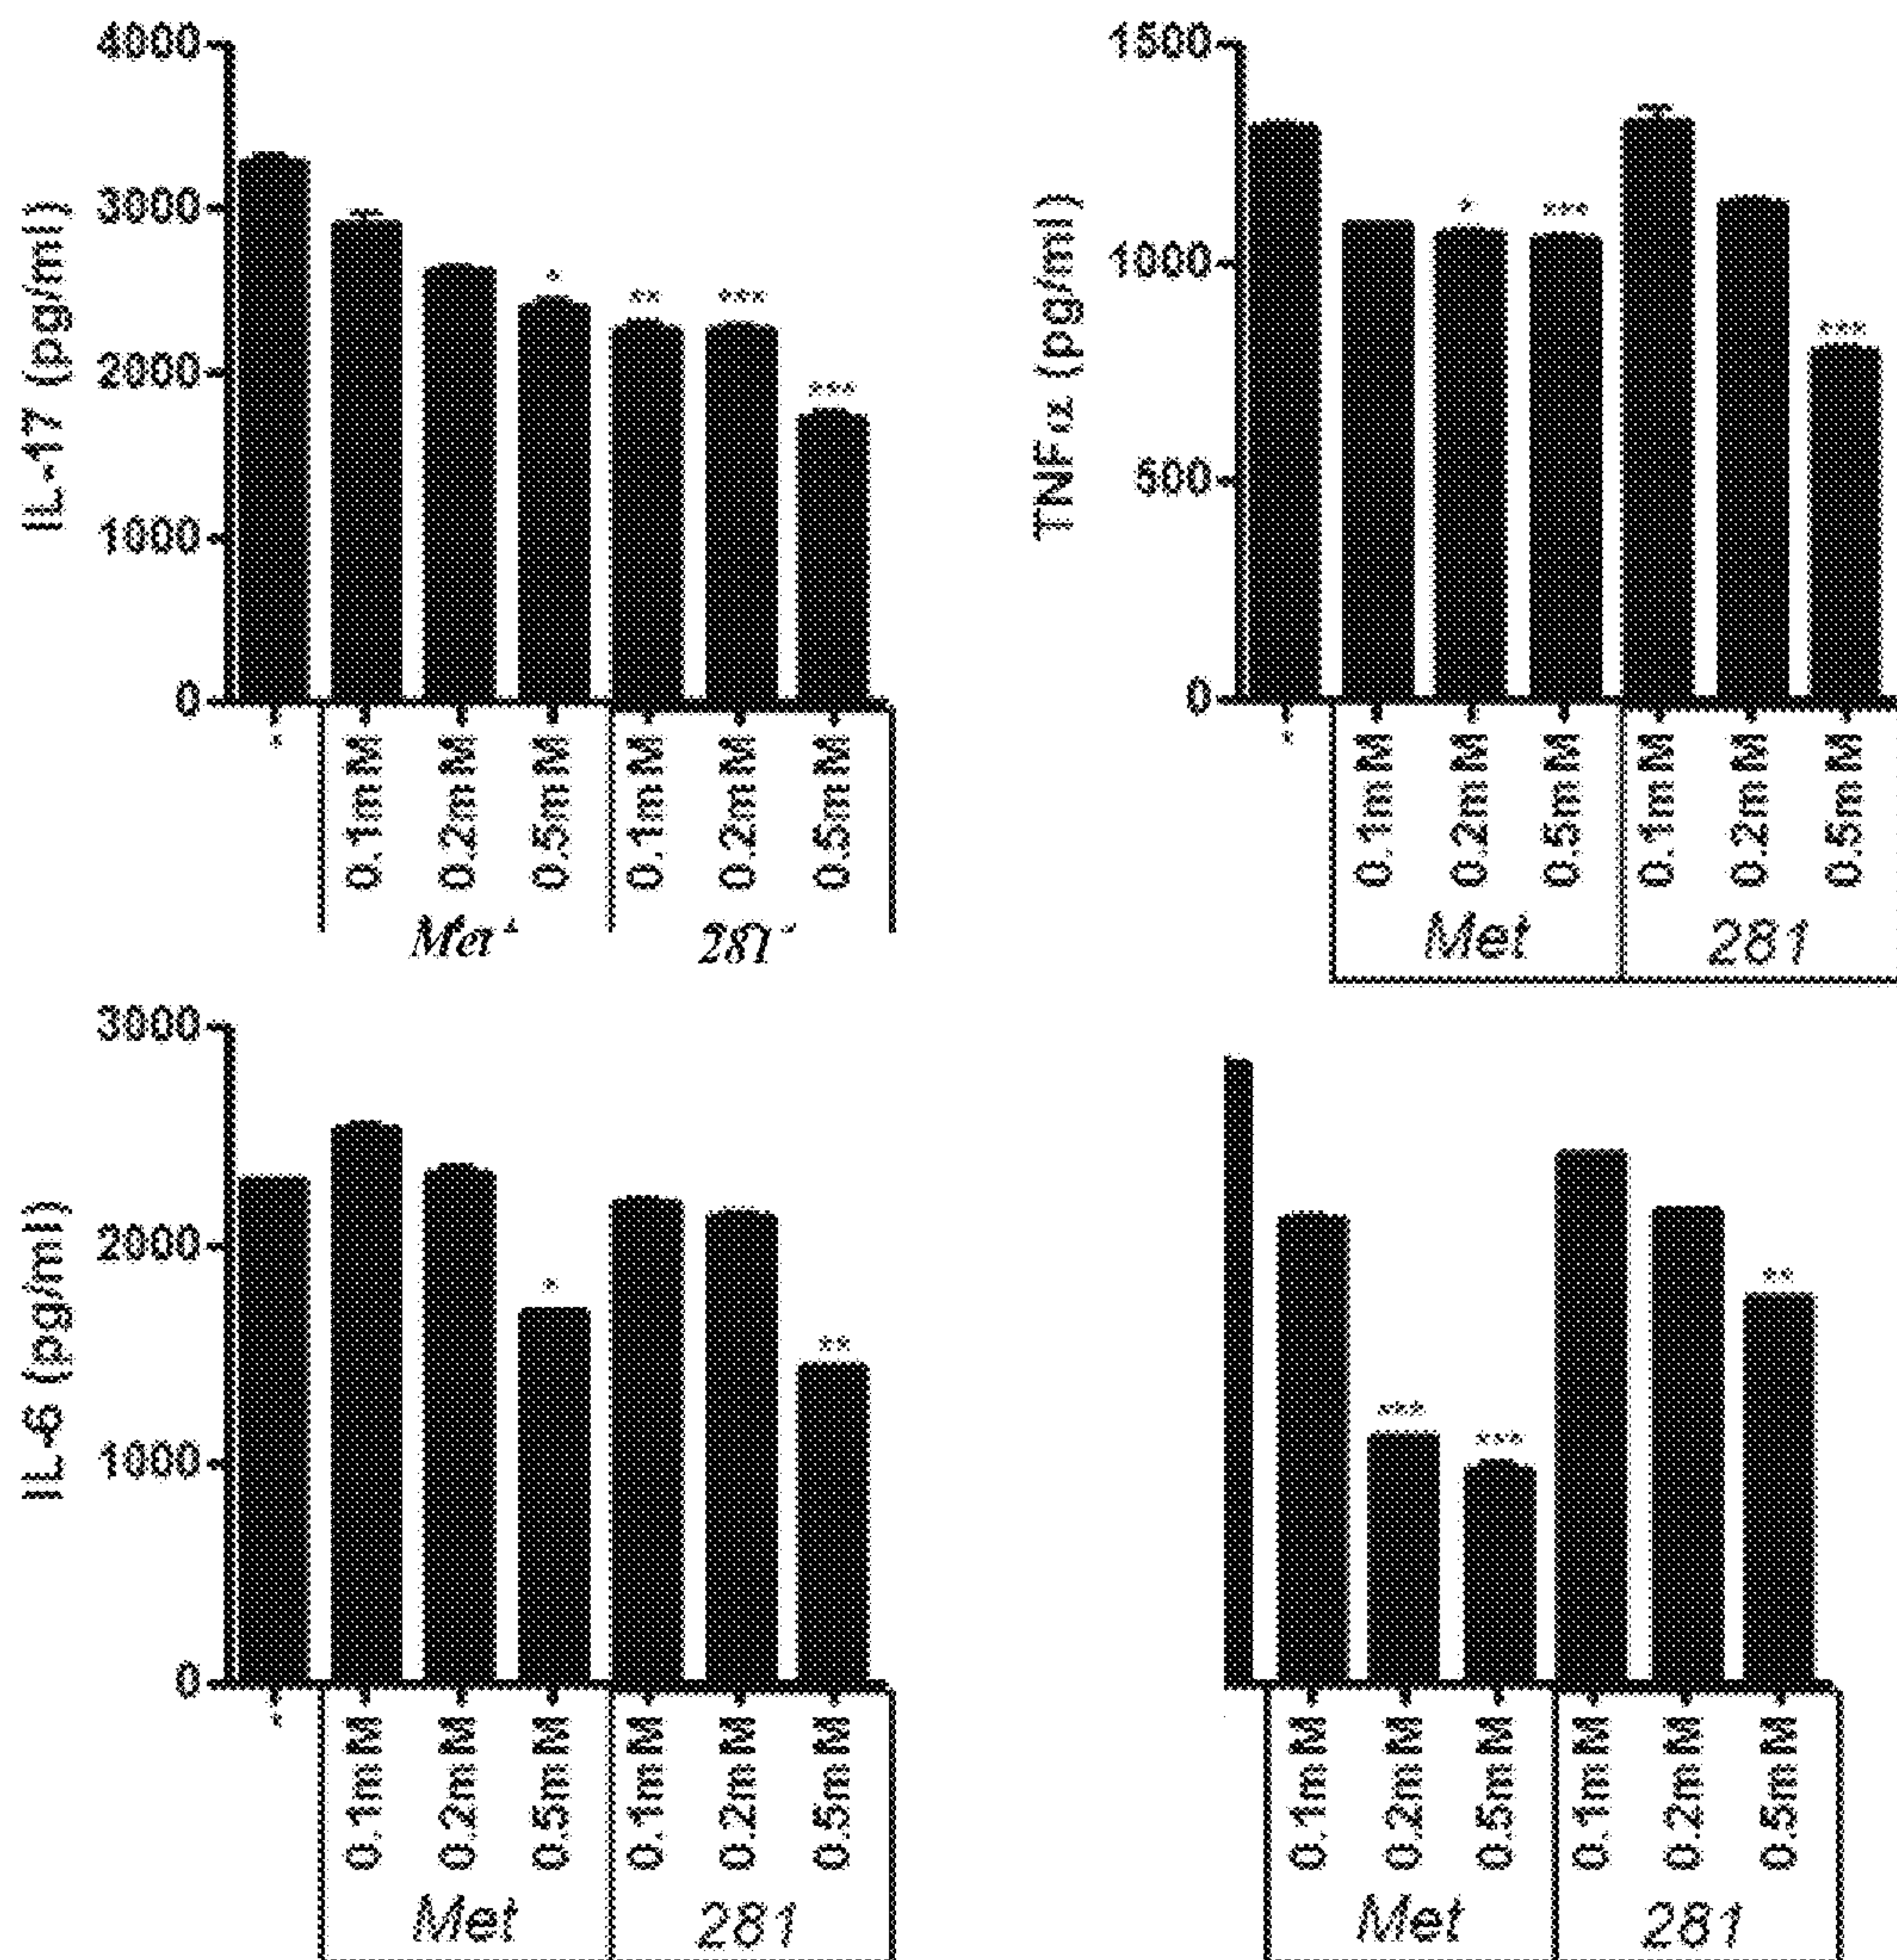 4000
3000
2000
1000
0
IL-17 (pg/ml)
*
**
***
***
0.1mM
0.2mM
0.5mM
0.1mM
0.2mM
0.5mM
Met
281
1500
1000
500
0
TNFα (pg/ml)
*
***
***
0.1mM
0.2mM
0.5mM
0.1mM
0.2mM
0.5mM
Met
281
3000
2000
1000
0
IL-6 (pg/ml)
*
**
0.1mM
0.2mM
0.5mM
0.1mM
0.2mM
0.5mM
Met
281
***
***
**
0.1mM
0.2mM
0.5mM
0.1mM
0.2mM
0.5mM
Met
281